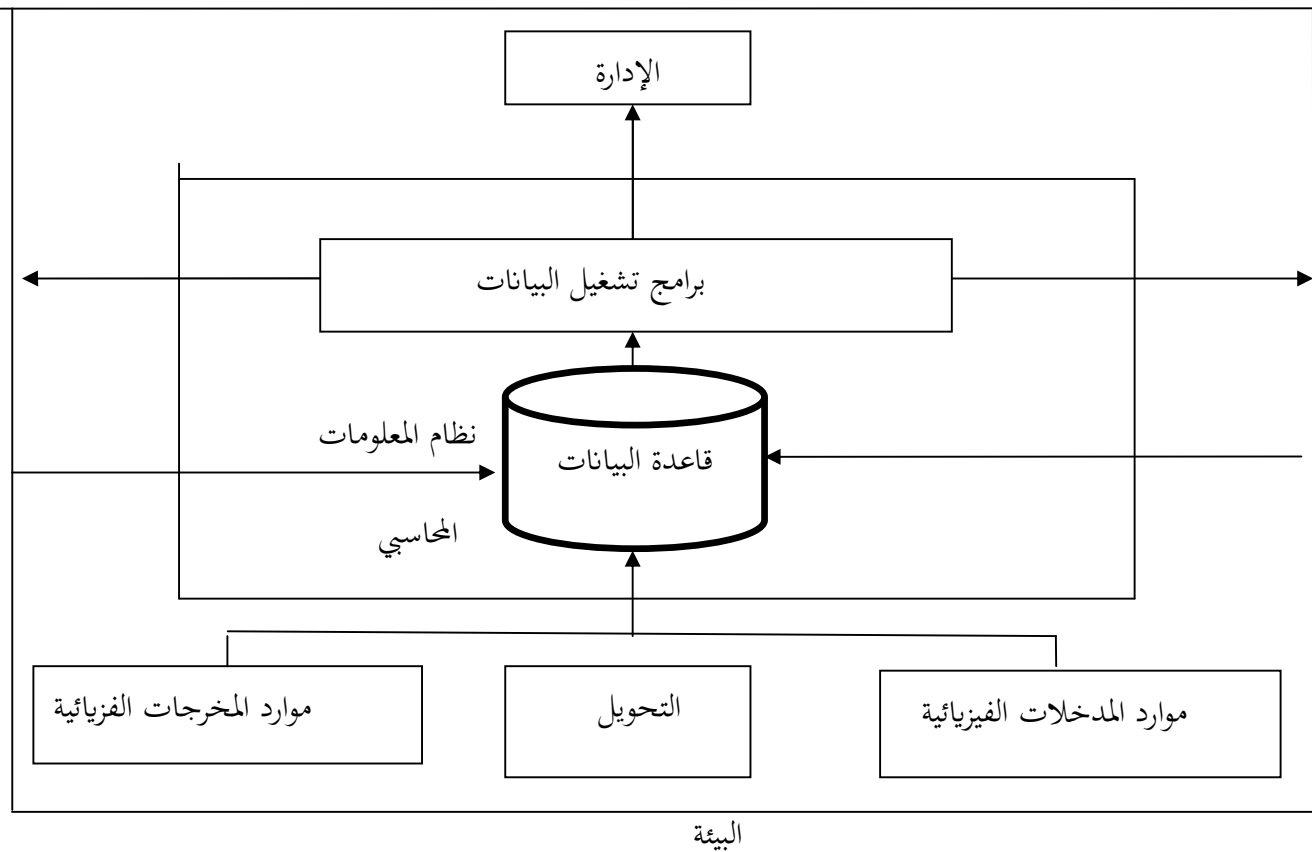 الإدارة
برامج تشغيل البيانات
نظام المعلومات
المحاسبي
قاعدة البيانات
موارد المدخلات الفيزيائية
التحويل
موارد المخرجات الفزيائية
البيئة